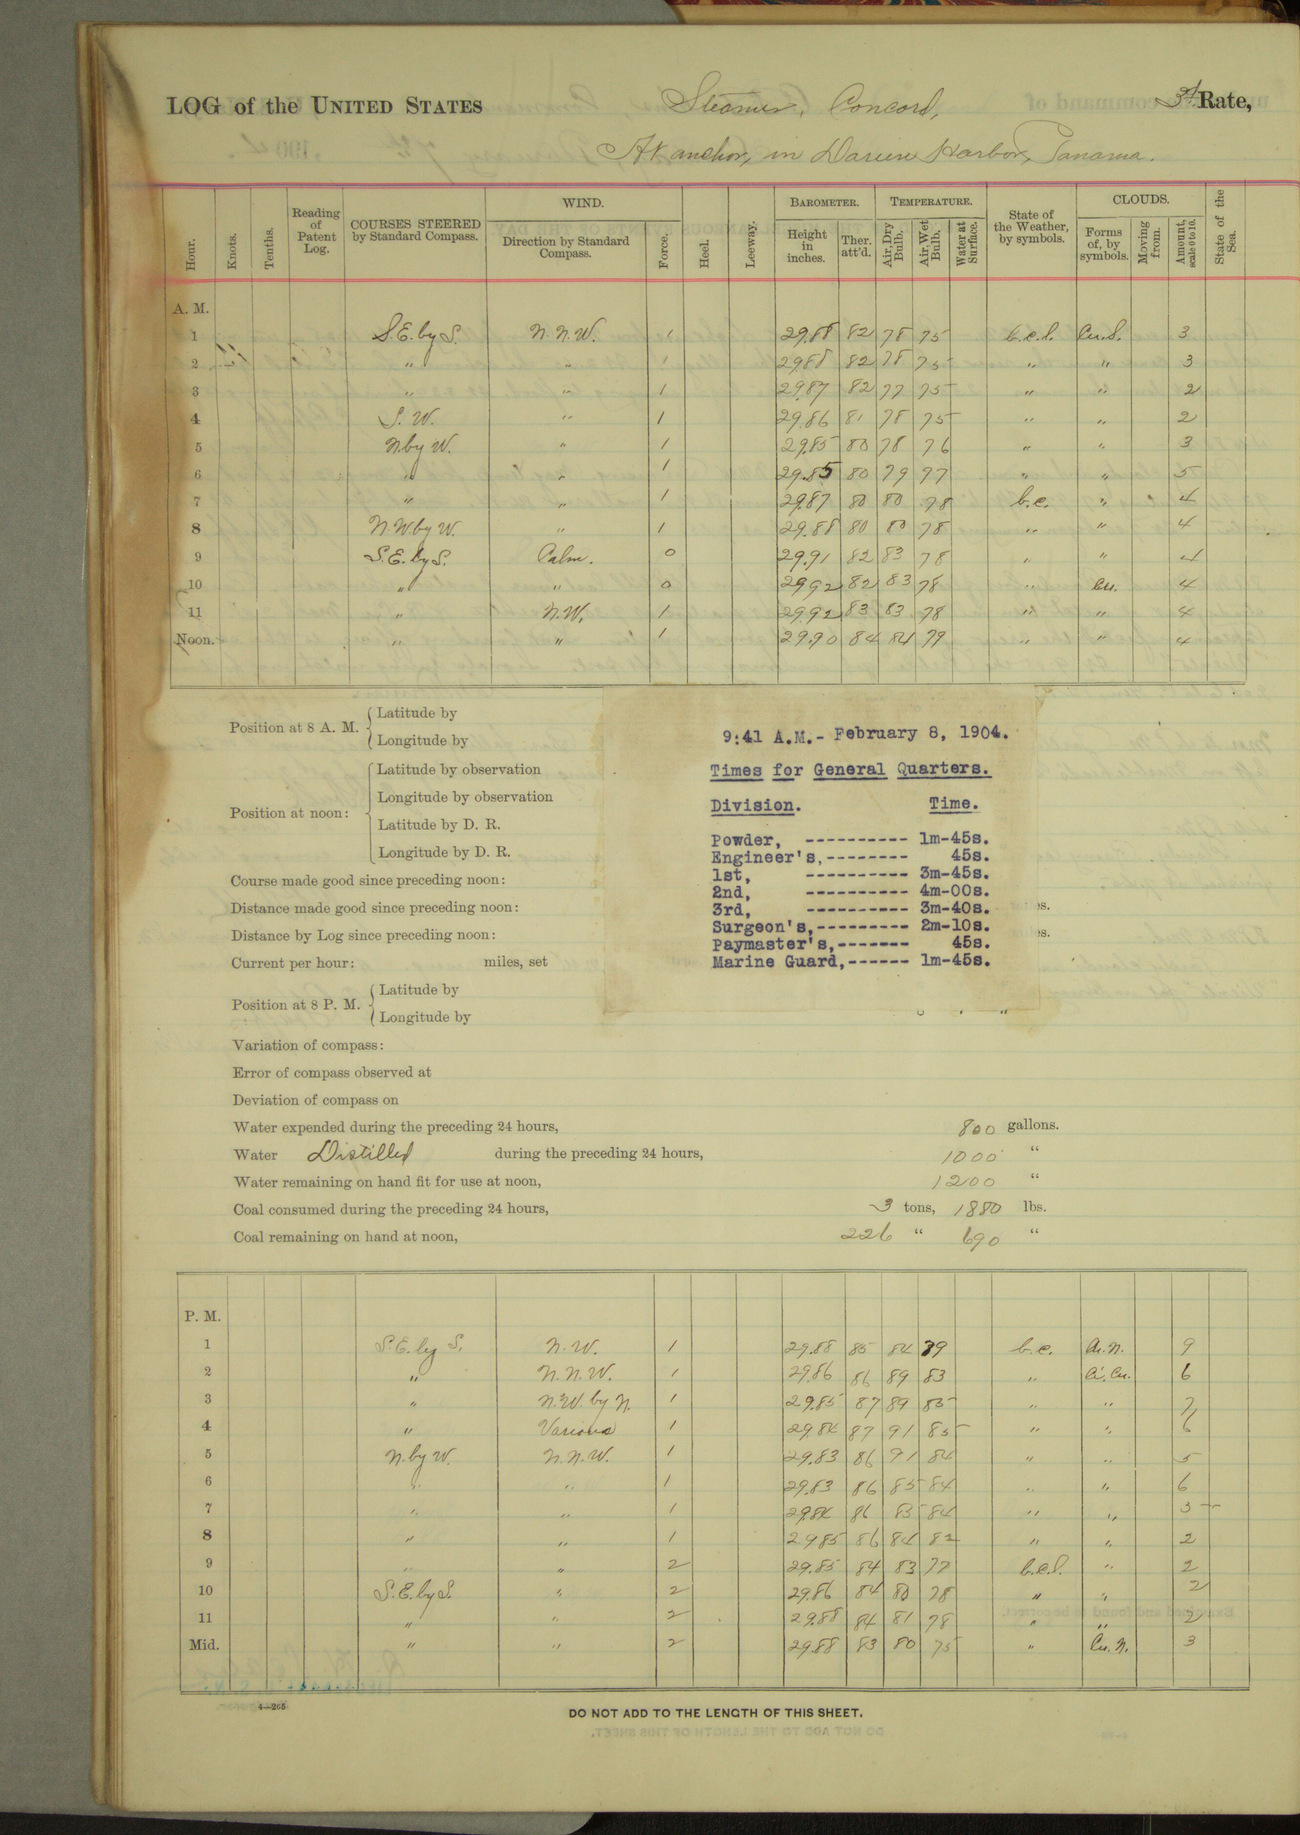 LOG of the UNITED STATES Steamer, Concord, 3d Rate,
At anchor, in Darien Harbor, Panama.
Hour. Knots. Tenths. Reading of Patent Log. COURSES STEERED by Standard Compass. WIND. Direction by Standard Compass. Force. Heel. Leeway. BAROMETER. Height in inches. Ther. att'd. TEMPERATURE. Air, Dry Bulb. Air, Wet Bulb. Water at Surface. State of the Weather, by symbols. CLOUDS. Forms of, by symbols. Moving from. Amount, scale 0 to 10. State of the Sea.
A. M.
1 S.E. by S. N. N. W. 1 29.88 82 78 75 b.c.l. Cu.S. 3
2 " " 1 29.88 82 78 75 " " 3
3 " " 1 29.87 82 77 75 " " 2
4 S. W. " 1 29.86 81 78 75 " " 2
5 N by W. " 1 29.85 80 78 76 " " 3
6 " " 1 29.85 80 79 77 " " 5
7 " " 1 29.87 80 80 78 b.c. " 4
8 N. W by W. " 1 29.88 80 80 78 " " 4
9 S.E. by S. Calm. 0 29.91 82 83 78 " " 4
10 " " 0 29.92 82 83 78 " Cu. 4
11 " N.W. 1 29.92 83 83 78 " " 4
Noon. " " 1 29.90 84 84 79 " " 4
Position at 8 A. M. Latitude by
Longitude by
Position at noon: Latitude by observation
Longitude by observation
Latitude by D. R.
Longitude by D. R.
Course made good since preceding noon:
Distance made good since preceding noon: es.
Distance by Log since preceding noon: es.
Current per hour: miles, set
9:41 A.M.- February 8, 1904.
Times for General Quarters.
Division. Time.
Powder, ---------- 1m-45s.
Engineer's,-------- 45s.
1st, ---------- 3m-45s.
2nd, ---------- 4m-00s.
3rd, ---------- 3m-40s.
Surgeon's,--------- 2m-10s.
Paymaster's,------- 45s.
Marine Guard,------ 1m-45s.
Position at 8 P. M. Latitude by
Longitude by
Variation of compass:
Error of compass observed at
Deviation of compass on
Water expended during the preceding 24 hours, 800 gallons.
Water Distilled during the preceding 24 hours, 1000 "
Water remaining on hand fit for use at noon, 1200 "
Coal consumed during the preceding 24 hours, 3 tons, 1880 lbs.
Coal remaining on hand at noon, 226 " 690 "
P. M.
1 S.E. by S. N. W. 1 29.88 85 84 79 b.c. Cu.N. 9
2 " N. N. W. 1 29.86 86 89 83 " Ci. Cu. 6
3 " N.W. by N. 1 29.85 87 89 85 " " 7
4 " Various 1 29.84 87 91 85 " " 6
5 N. by W. N. N. W. 1 29.83 86 91 84 " " 5
6 " " 1 29.83 86 85 84 " " 6
7 " " 1 29.84 86 85 84 " " 3
8 " " 1 29.85 86 84 82 " " 2
9 " " 2 29.85 84 83 77 b.c.l. " 2
10 S.E. by S. " 2 29.86 84 80 78 " " 2
11 " " 2 29.88 84 81 78 " " 2
Mid. " " 2 29.88 83 80 75 " Cu. N. 3
4—265
DO NOT ADD TO THE LENGTH OF THIS SHEET.